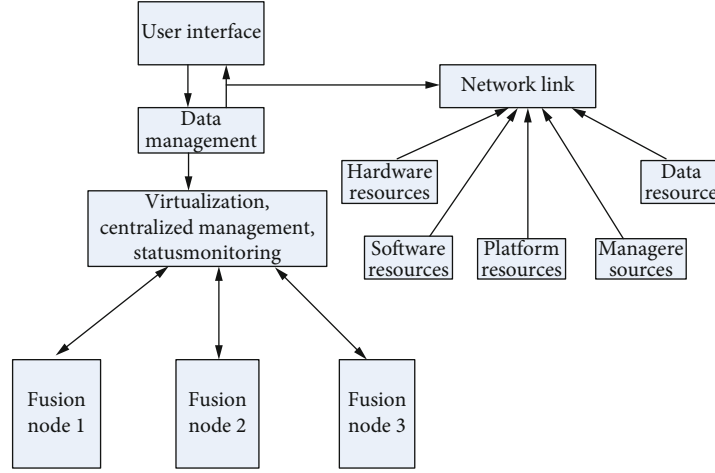 User interface
Network link
Data
management
Hardware
resources
Data
resource
Virtualization,
centralized management,
statusmonitoring
Software
resources
Platform
resources
Managere
sources
Fusion
node 1
Fusion
node 2
Fusion
node 3